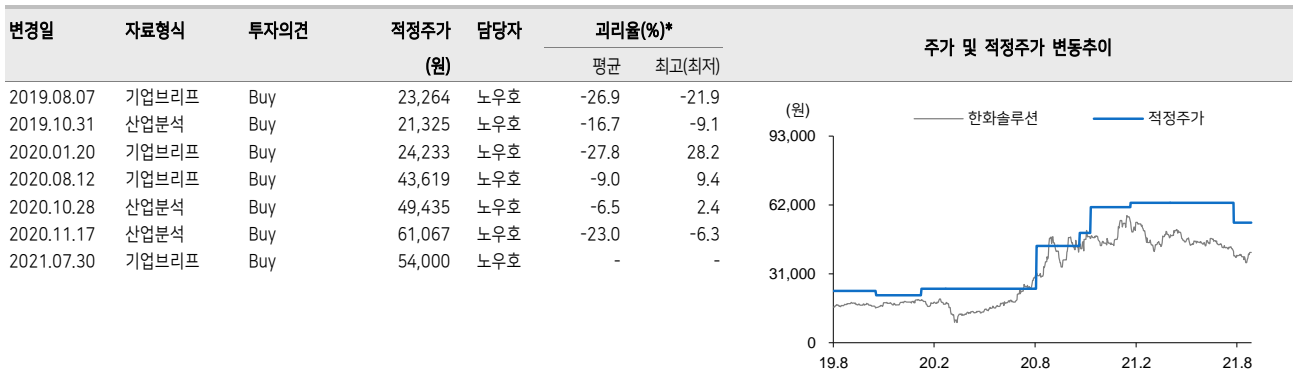 변경일 자료형식 투자의견 적정주가 담당자 괴리율(%)* 주가 및 적정주가 변동추이
(원) 평균 최고(최저)
2019.08.07 기업브리프 Buy 23,264 노우호 -26.9 -21.9
2019.10.31 산업분석 Buy 21,325 노우호 -16.7 -9.1
2020.01.20 기업브리프 Buy 24,233 노우호 -27.8 28.2
2020.08.12 기업브리프 Buy 43,619 노우호 -9.0 9.4
2020.10.28 산업분석 Buy 49,435 노우호 -6.5 2.4
2020.11.17 산업분석 Buy 61,067 노우호 -23.0 -6.3
2021.07.30 기업브리프 Buy 54,000 노우호 - -
(원) 한화솔루션 적정주가
93,000
62,000
31,000
0
19.8 20.2 20.8 21.2 21.8